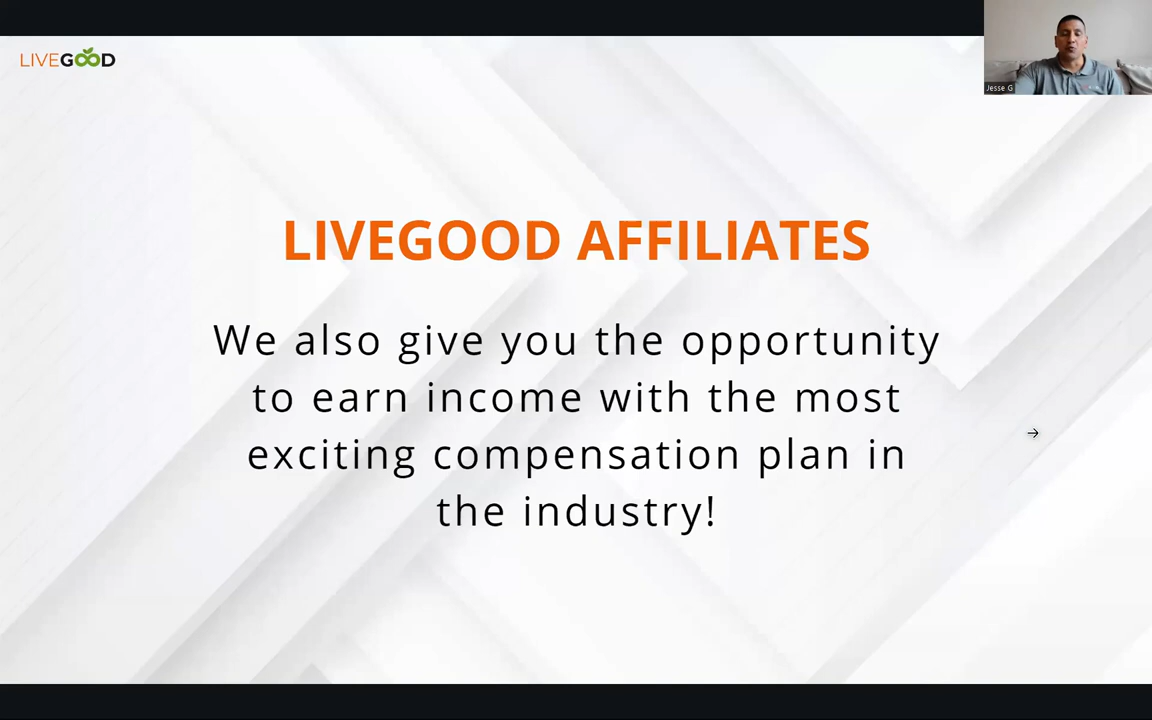 LIVEGOOD
Jesse G
LIVEGOOD AFFILIATES
We also give you the opportunity
to earn income with the most
exciting compensation plan in
the industry!